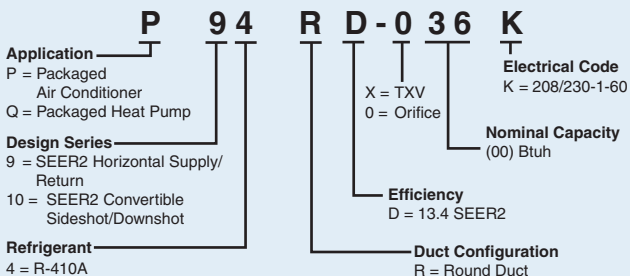 P 9 4 R D - 0 3 6 K
Application
P = Packaged
Air Conditioner
Q = Packaged Heat Pump
Design Series
9 = SEER2 Horizontal Supply/
Return
10 = SEER2 Convertible
Sideshot/Downshot
Refrigerant
4 = R-410A
X = TXV
0 = Orifice
Electrical Code
K = 208/230-1-60
Nominal Capacity
(00) Btuh
Efficiency
D = 13.4 SEER2
Duct Configuration
R = Round Duct